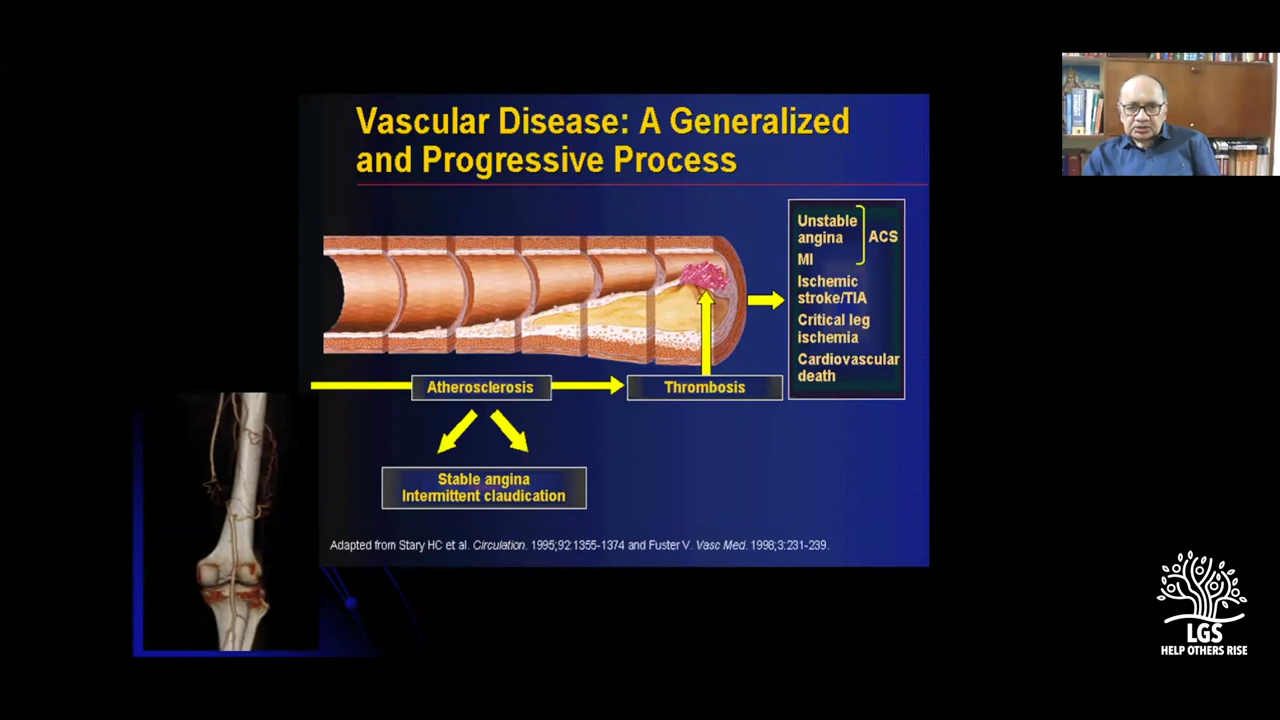 Vascular Disease: A Generalized
and Progressive Process
Unstable
angina
MI
ACS
Ischemic
stroke/TIA
Critical leg
ischemia
Cardiovascular
death
Atherosclerosis
Thrombosis
Stable angina
Intermittent claudication
Adapted from Stary HC et al. Circulation. 1995;92:1355-1374 and Fuster V. Vasc Med. 1998;3:231-239.
LGS
HELP OTHERS RISE